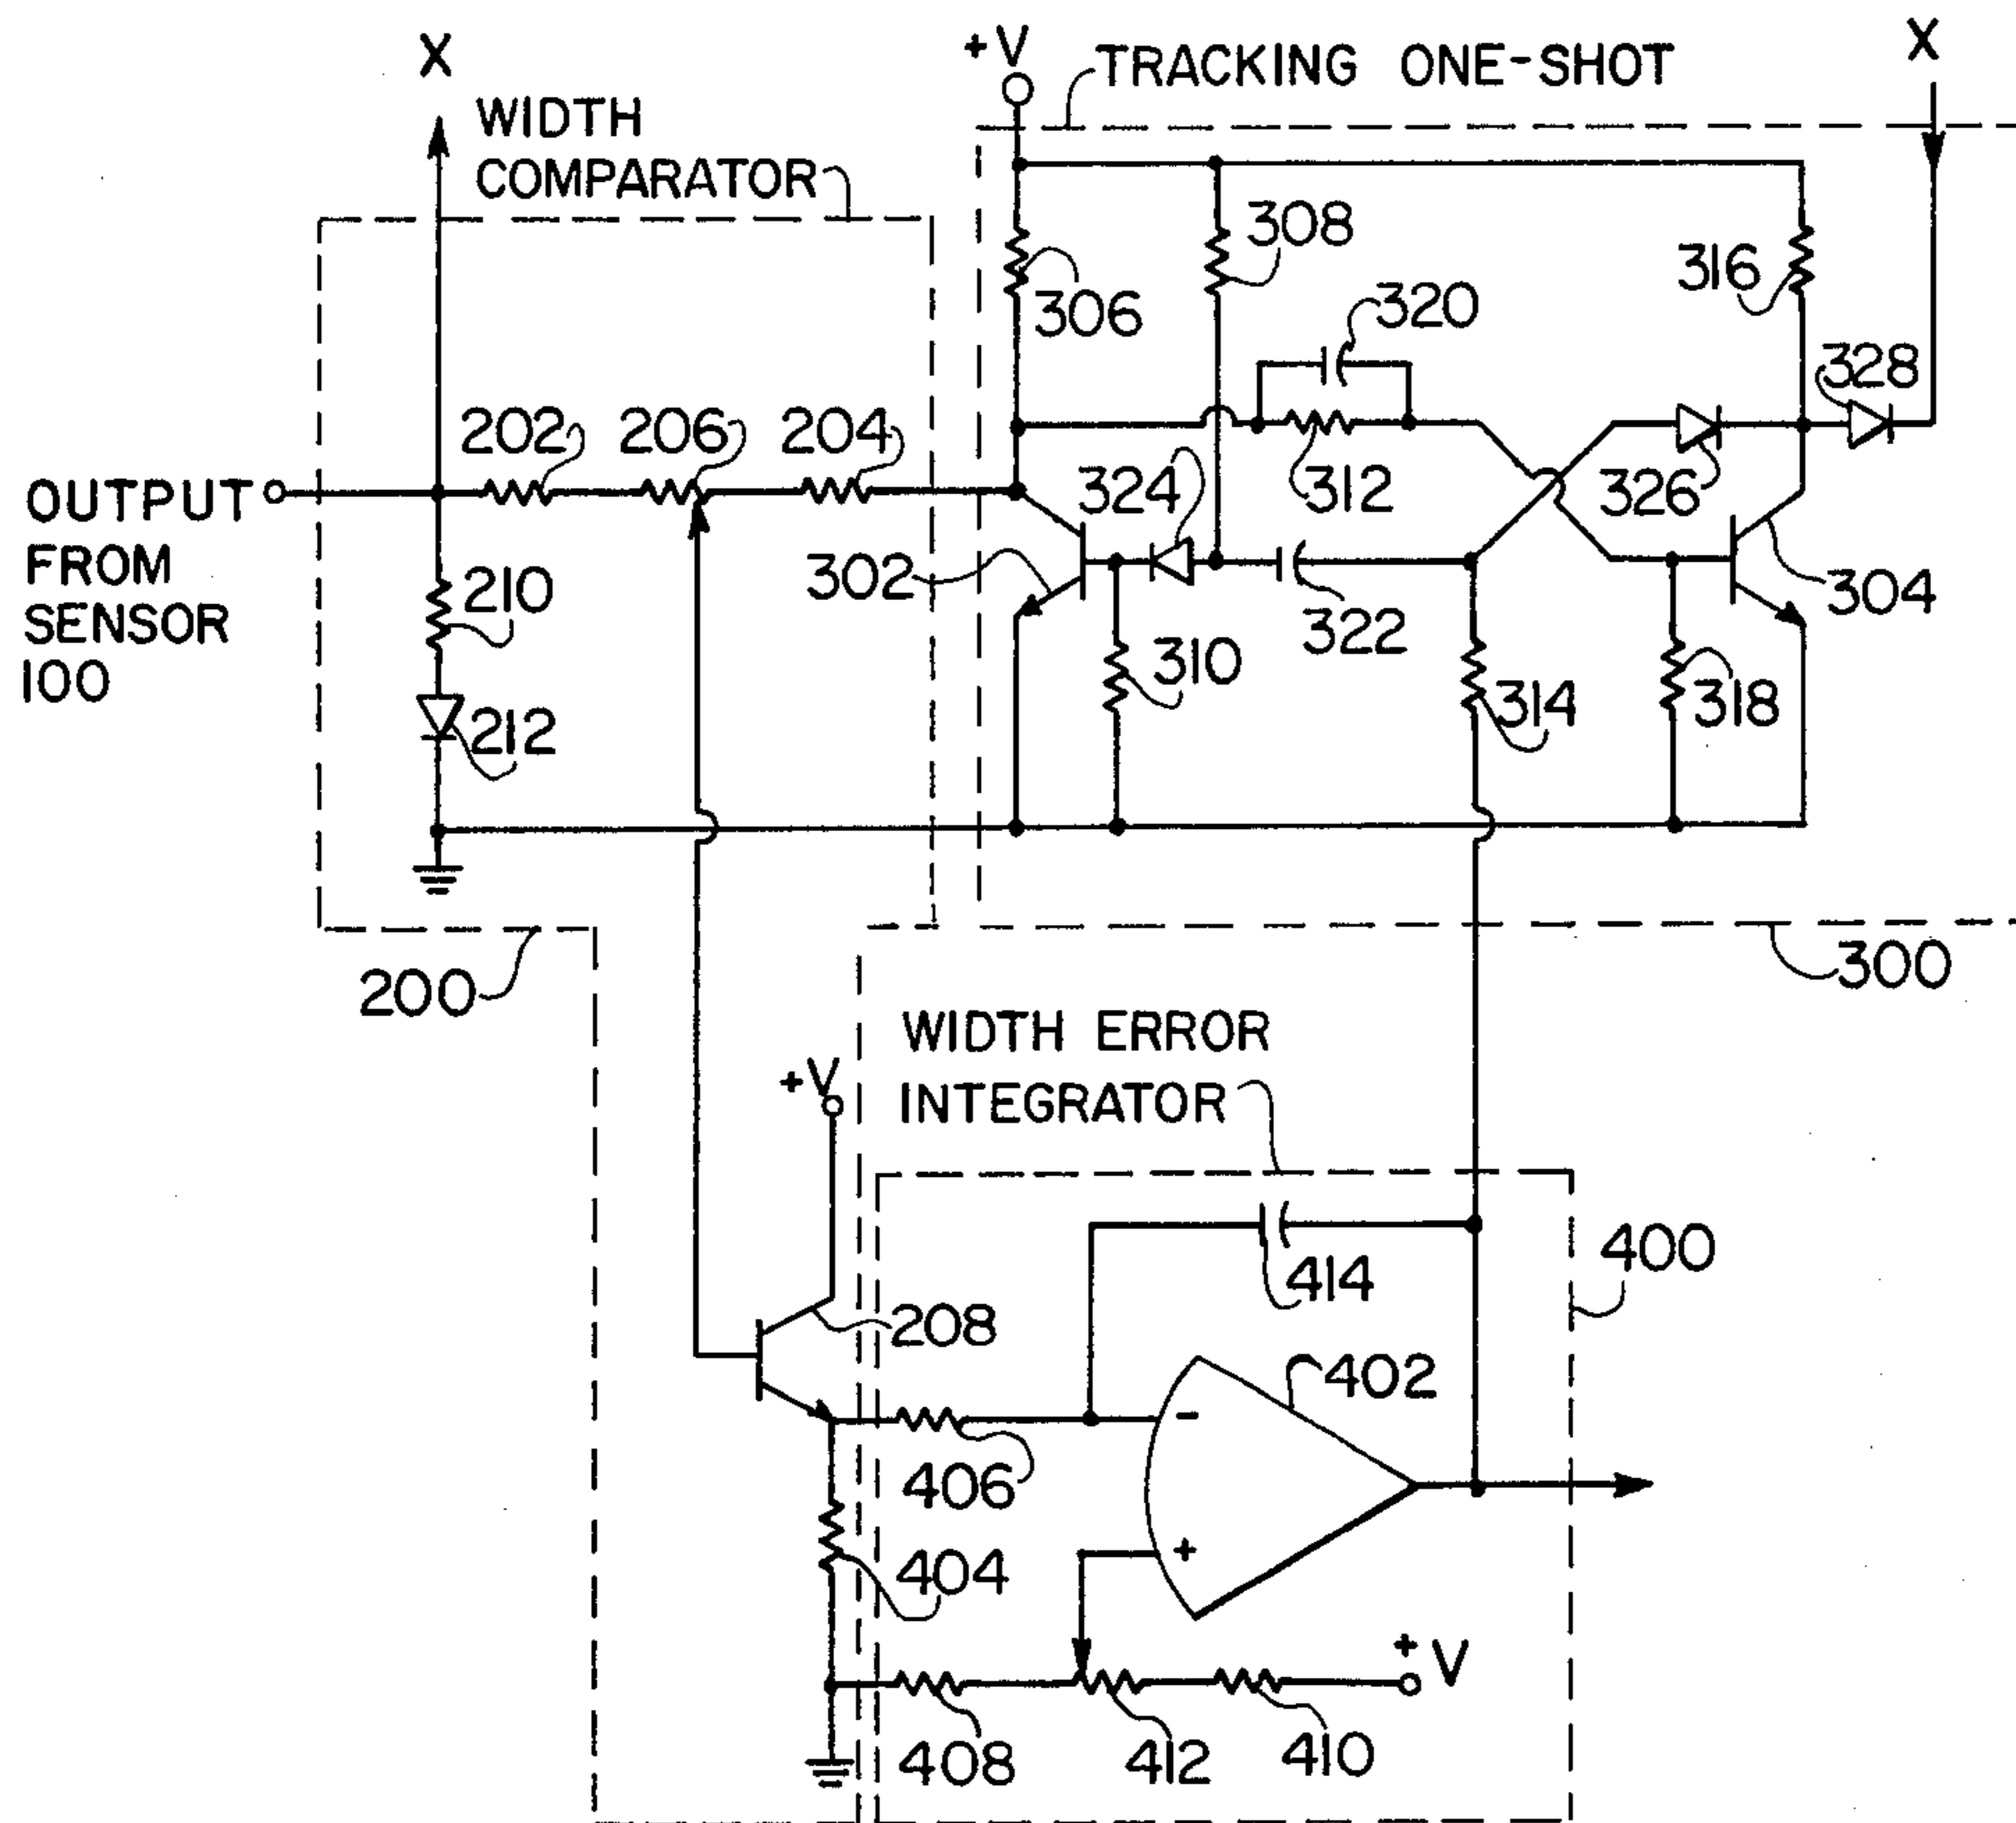 X
WIDTH
COMPARATOR
+V
TRACKING ONE-SHOT
X
306
308
316
320
328
202
206
204
324
312
326
OUTPUT
FROM
SENSOR
100
210
302
322
304
310
314
318
212
200
300
WIDTH ERROR
INTEGRATOR
+V
414
400
208
402
-
406
+
404
+V
408
412
410